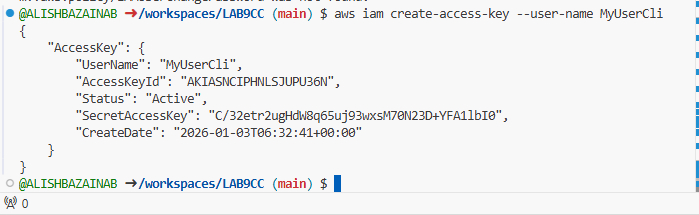 @ALISHBAZAINAB ➜/workspaces/LAB9CC (main) $ aws iam create-access-key --user-name MyUserCli
{
    "AccessKey": {
        "UserName": "MyUserCli",
        "AccessKeyId": "AKIASNCIPHNLSJUPU36N",
        "Status": "Active",
        "SecretAccessKey": "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",
        "CreateDate": "2026-01-03T06:32:41+00:00"
    }
}
@ALISHBAZAINAB ➜/workspaces/LAB9CC (main) $
0